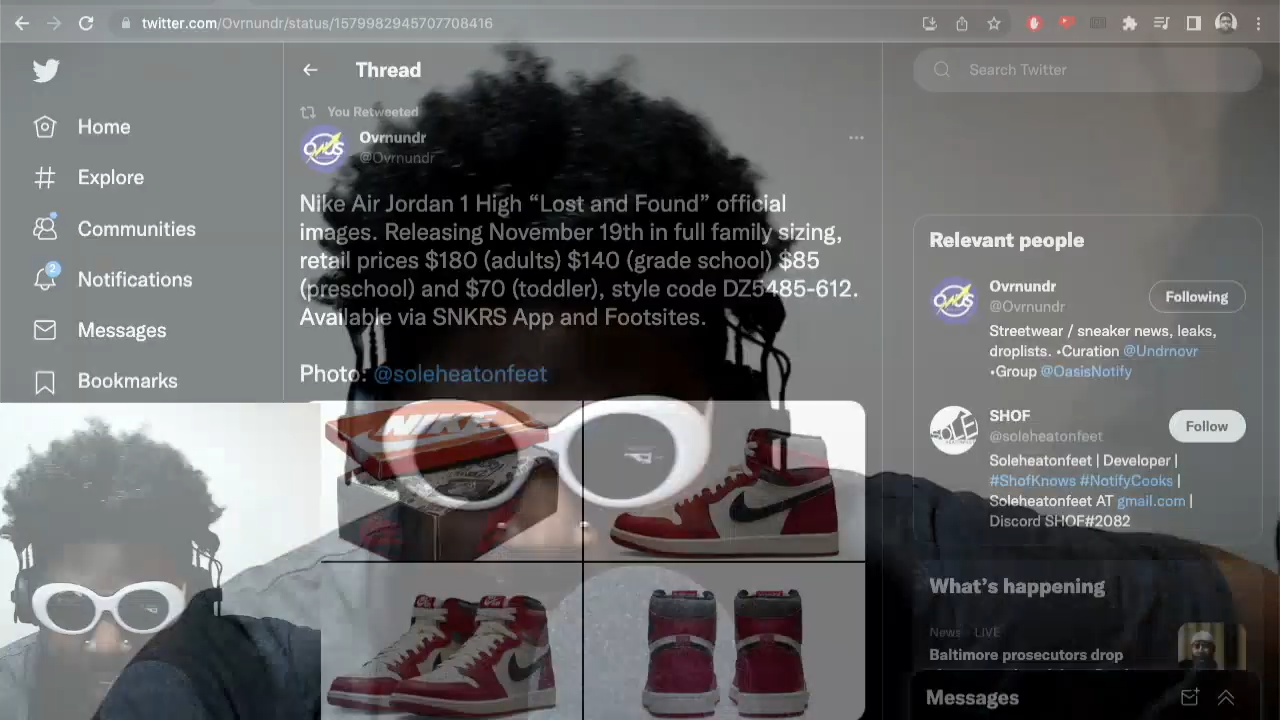 twitter.com/Ovrnundr/status/1579982945707708416
Home
Explore
Communities
2
Notifications
Messages
Bookmarks
Thread
You Retweeted
Ovrnundr
@Ovrnundr
Nike Air Jordan 1 High “Lost and Found” official
images. Releasing November 19th in full family sizing,
retail prices $180 (adults) $140 (grade school) $85
(preschool) and $70 (toddler), style code DZ5485-612.
Available via SNKRS App and Footsites.
Photo: @soleheatonfeet
NIKE
Search Twitter
Relevant people
Ovrnundr
@Ovrnundr
Following
Streetwear / sneaker news, leaks,
droplists. •Curation @Undrnovr
•Group @OasisNotify
SHOF
@soleheatonfeet
Follow
Soleheatonfeet | Developer |
#ShofKnows #NotifyCooks |
Soleheatonfeet AT gmail.com |
Discord SHOF#2082
What’s happening
News · LIVE
Baltimore prosecutors drop
Messages